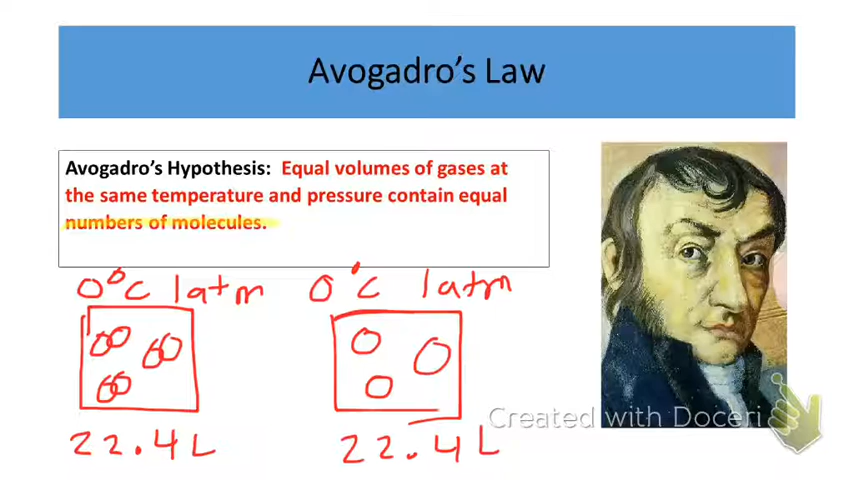 Avogadro's Law
Avogadro's Hypothesis: Equal volumes of gases at
the same temperature and pressure contain equal
numbers of molecules.
0°C 1atm 0°C 1atm
22.4L 22.4L
Created with Doceri